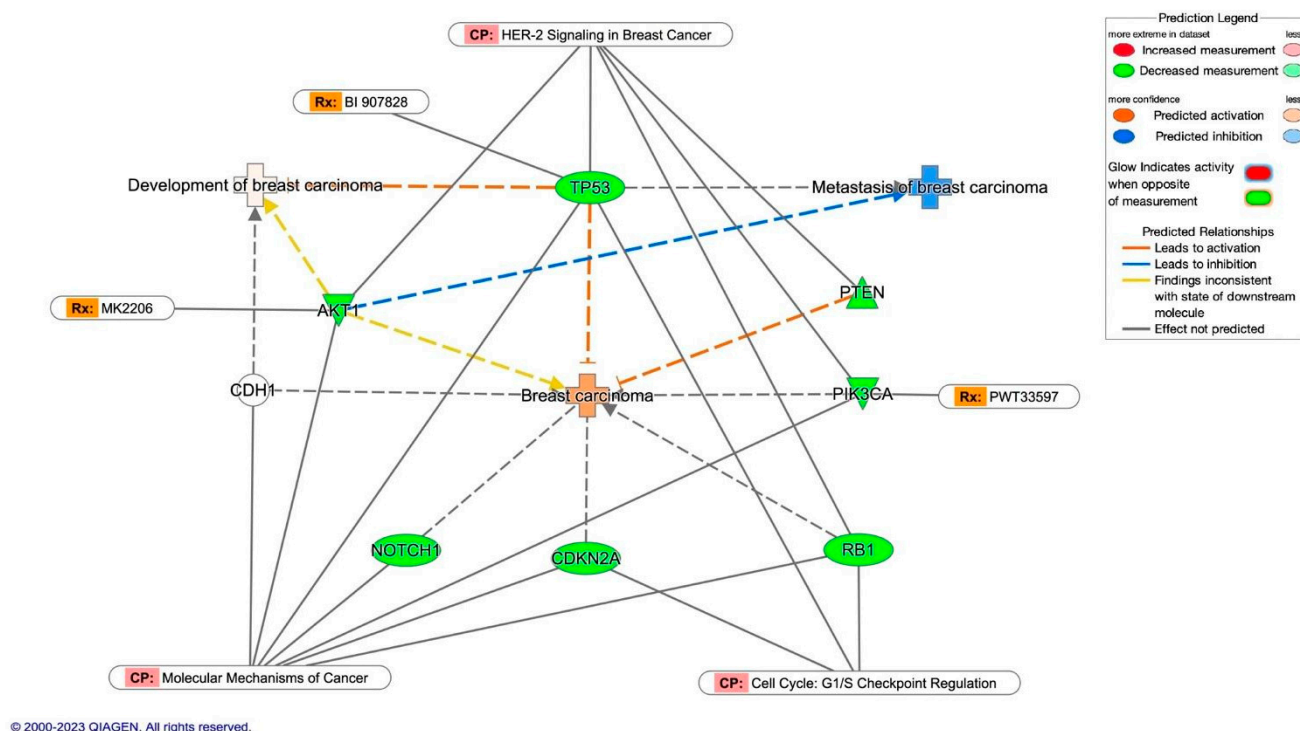 CP: HER-2 Signaling in Breast Cancer
Rx: BI 907828
Development of breast carcinoma
TP53
Metastasis of breast carcinoma
Rx: MK2206
AKT1
PTEN
CDH1
Breast carcinoma
PIK3CA
Rx: PWT33597
NOTCH1
CDKN2A
RB1
CP: Molecular Mechanisms of Cancer
CP: Cell Cycle: G1/S Checkpoint Regulation
Prediction Legend
more extreme in dataset
less
Increased measurement
Decreased measurement
more confidence
less
Predicted activation
Predicted inhibition
Glow Indicates activity
when opposite
of measurement
Predicted Relationships
Leads to activation
Leads to inhibition
Findings inconsistent
with state of downstream
molecule
Effect not predicted
© 2000-2023 QIAGEN. All rights reserved.